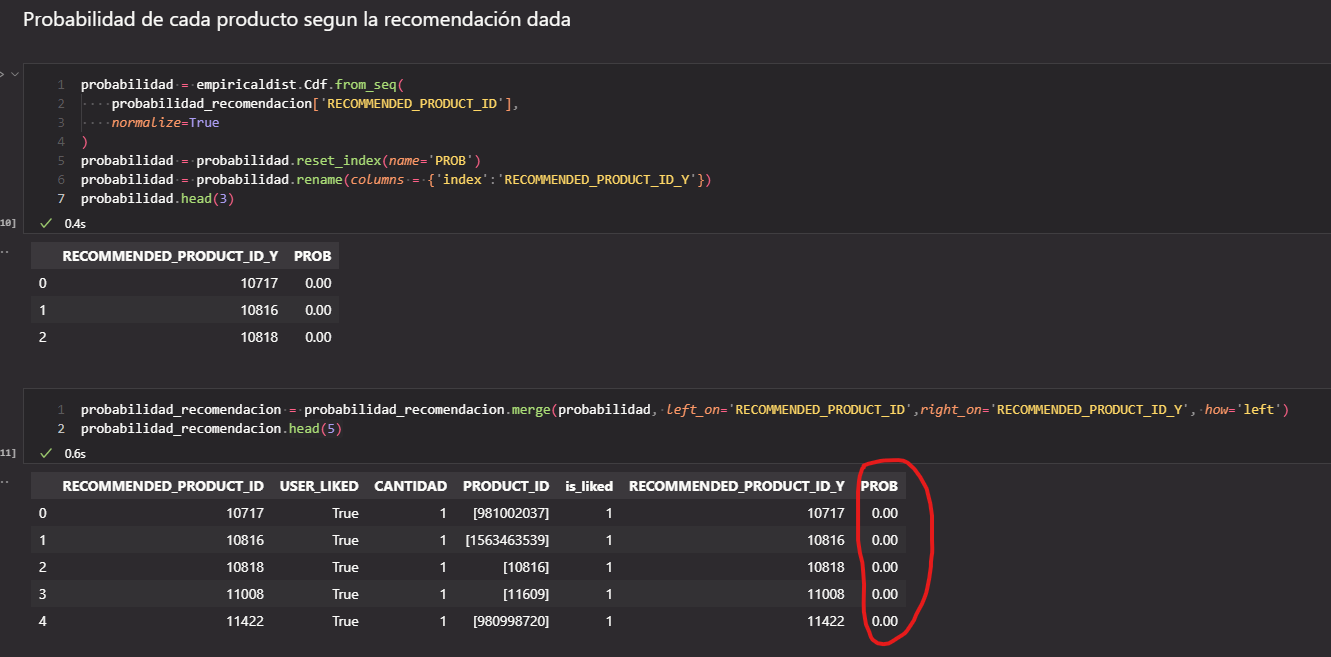 Probabilidad de cada producto segun la recomendación dada
1 probabilidad = empiricaldist.Cdf.from_seq(
2 ····probabilidad_recomendacion['RECOMMENDED_PRODUCT_ID'],
3 ····normalize=True
4 )
5 probabilidad = probabilidad.reset_index(name='PROB')
6 probabilidad = probabilidad.rename(columns = {'index':'RECOMMENDED_PRODUCT_ID_Y'})
7 probabilidad.head(3)
10] ✓ 0.4s
RECOMMENDED_PRODUCT_ID_Y PROB
0 10717 0.00
1 10816 0.00
2 10818 0.00
1 probabilidad_recomendacion = probabilidad_recomendacion.merge(probabilidad, left_on='RECOMMENDED_PRODUCT_ID',right_on='RECOMMENDED_PRODUCT_ID_Y', how='left')
2 probabilidad_recomendacion.head(5)
11] ✓ 0.6s
RECOMMENDED_PRODUCT_ID USER_LIKED CANTIDAD PRODUCT_ID is_liked RECOMMENDED_PRODUCT_ID_Y PROB
0 10717 True 1 [981002037] 1 10717 0.00
1 10816 True 1 [1563463539] 1 10816 0.00
2 10818 True 1 [10816] 1 10818 0.00
3 11008 True 1 [11609] 1 11008 0.00
4 11422 True 1 [980998720] 1 11422 0.00